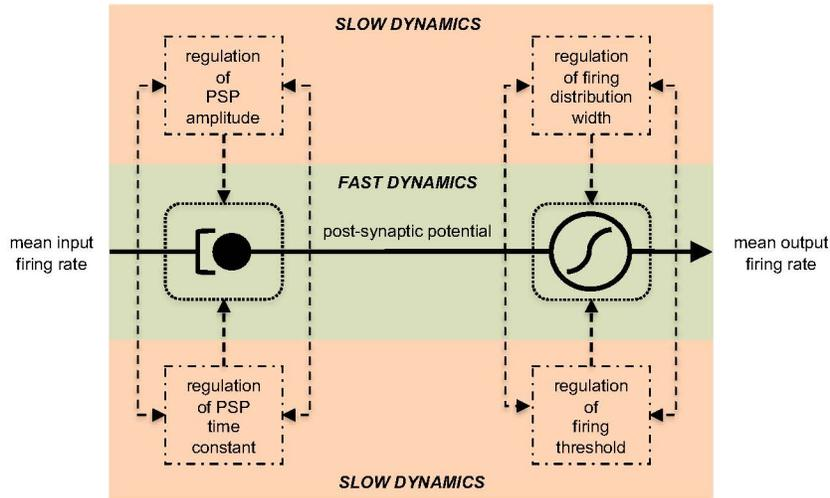 SLOW DYNAMICS
regulation
of
PSP
amplitude
regulation
of firing
distribution
width
FAST DYNAMICS
mean input
firing rate
post-synaptic potential
mean output
firing rate
regulation
of PSP
time
constant
regulation
of
firing
threshold
SLOW DYNAMICS